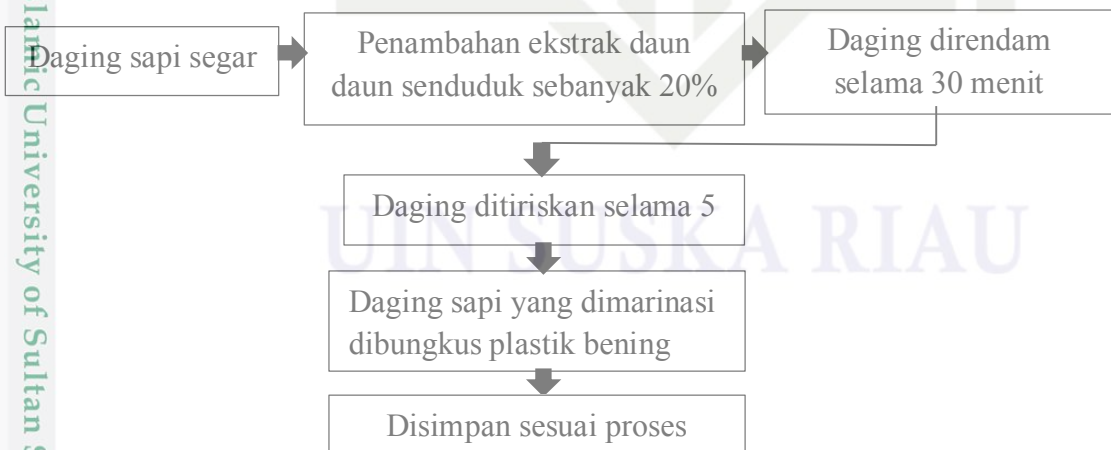 Daging sapi segar
Penambahan ekstrak daun
daun senduduk sebanyak 20%
Daging direndam
selama 30 menit
Daging ditiriskan selama 5
Daging sapi yang dimarinasi
dibungkus plastik bening
Disimpan sesuai proses
UIN SUSKA RIAU
lamic University of Sultan